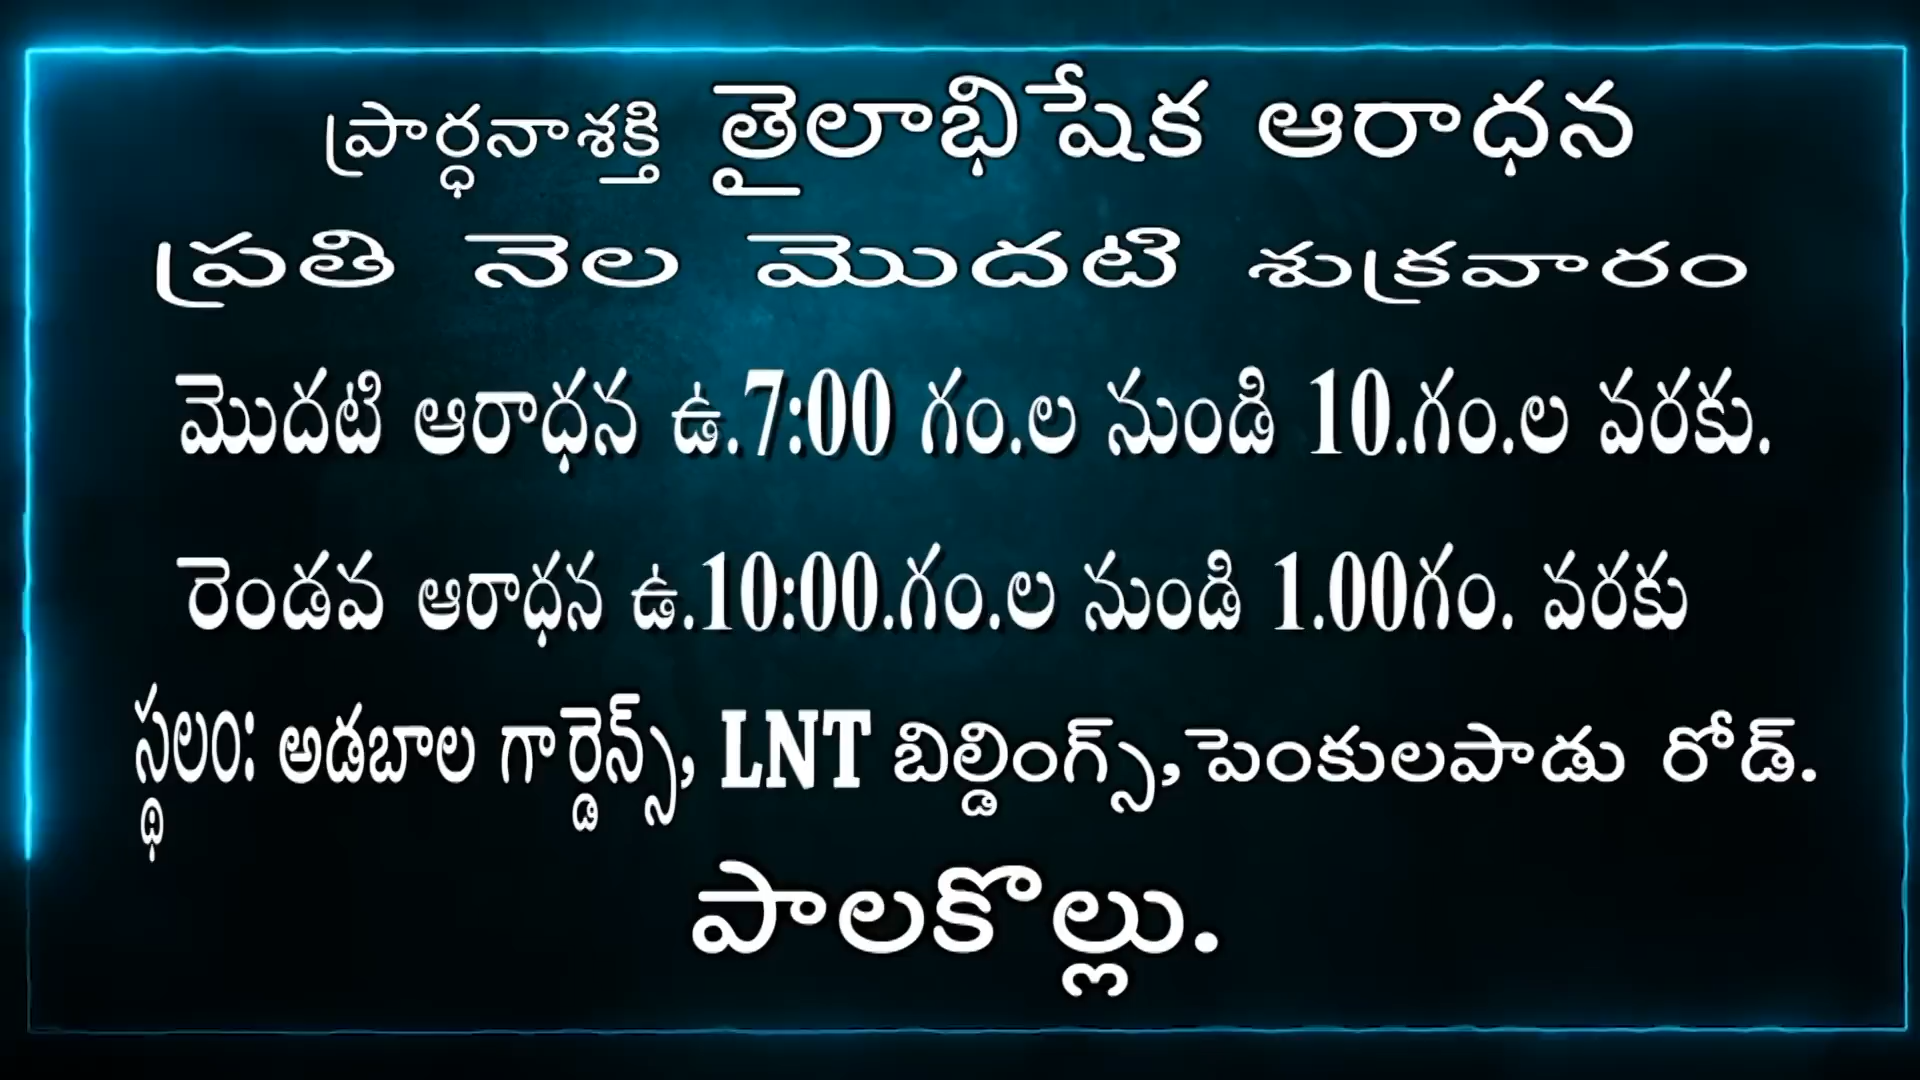 ప్రార్ధనాశక్తి తైలాభిషేక ఆరాధన
ప్రతి నెల మొదటి శుక్రవారం
మొదటి ఆరాధన ఉ.7:00 గం.ల నుండి 10.గం.ల వరకు.
రెండవ ఆరాధన ఉ.10:00.గం.ల నుండి 1.00గం. వరకు
స్థలం: అడబాల గార్డెన్స్, LNT బిల్డింగ్స్,పెంకులపాడు రోడ్.
పాలకొల్లు.